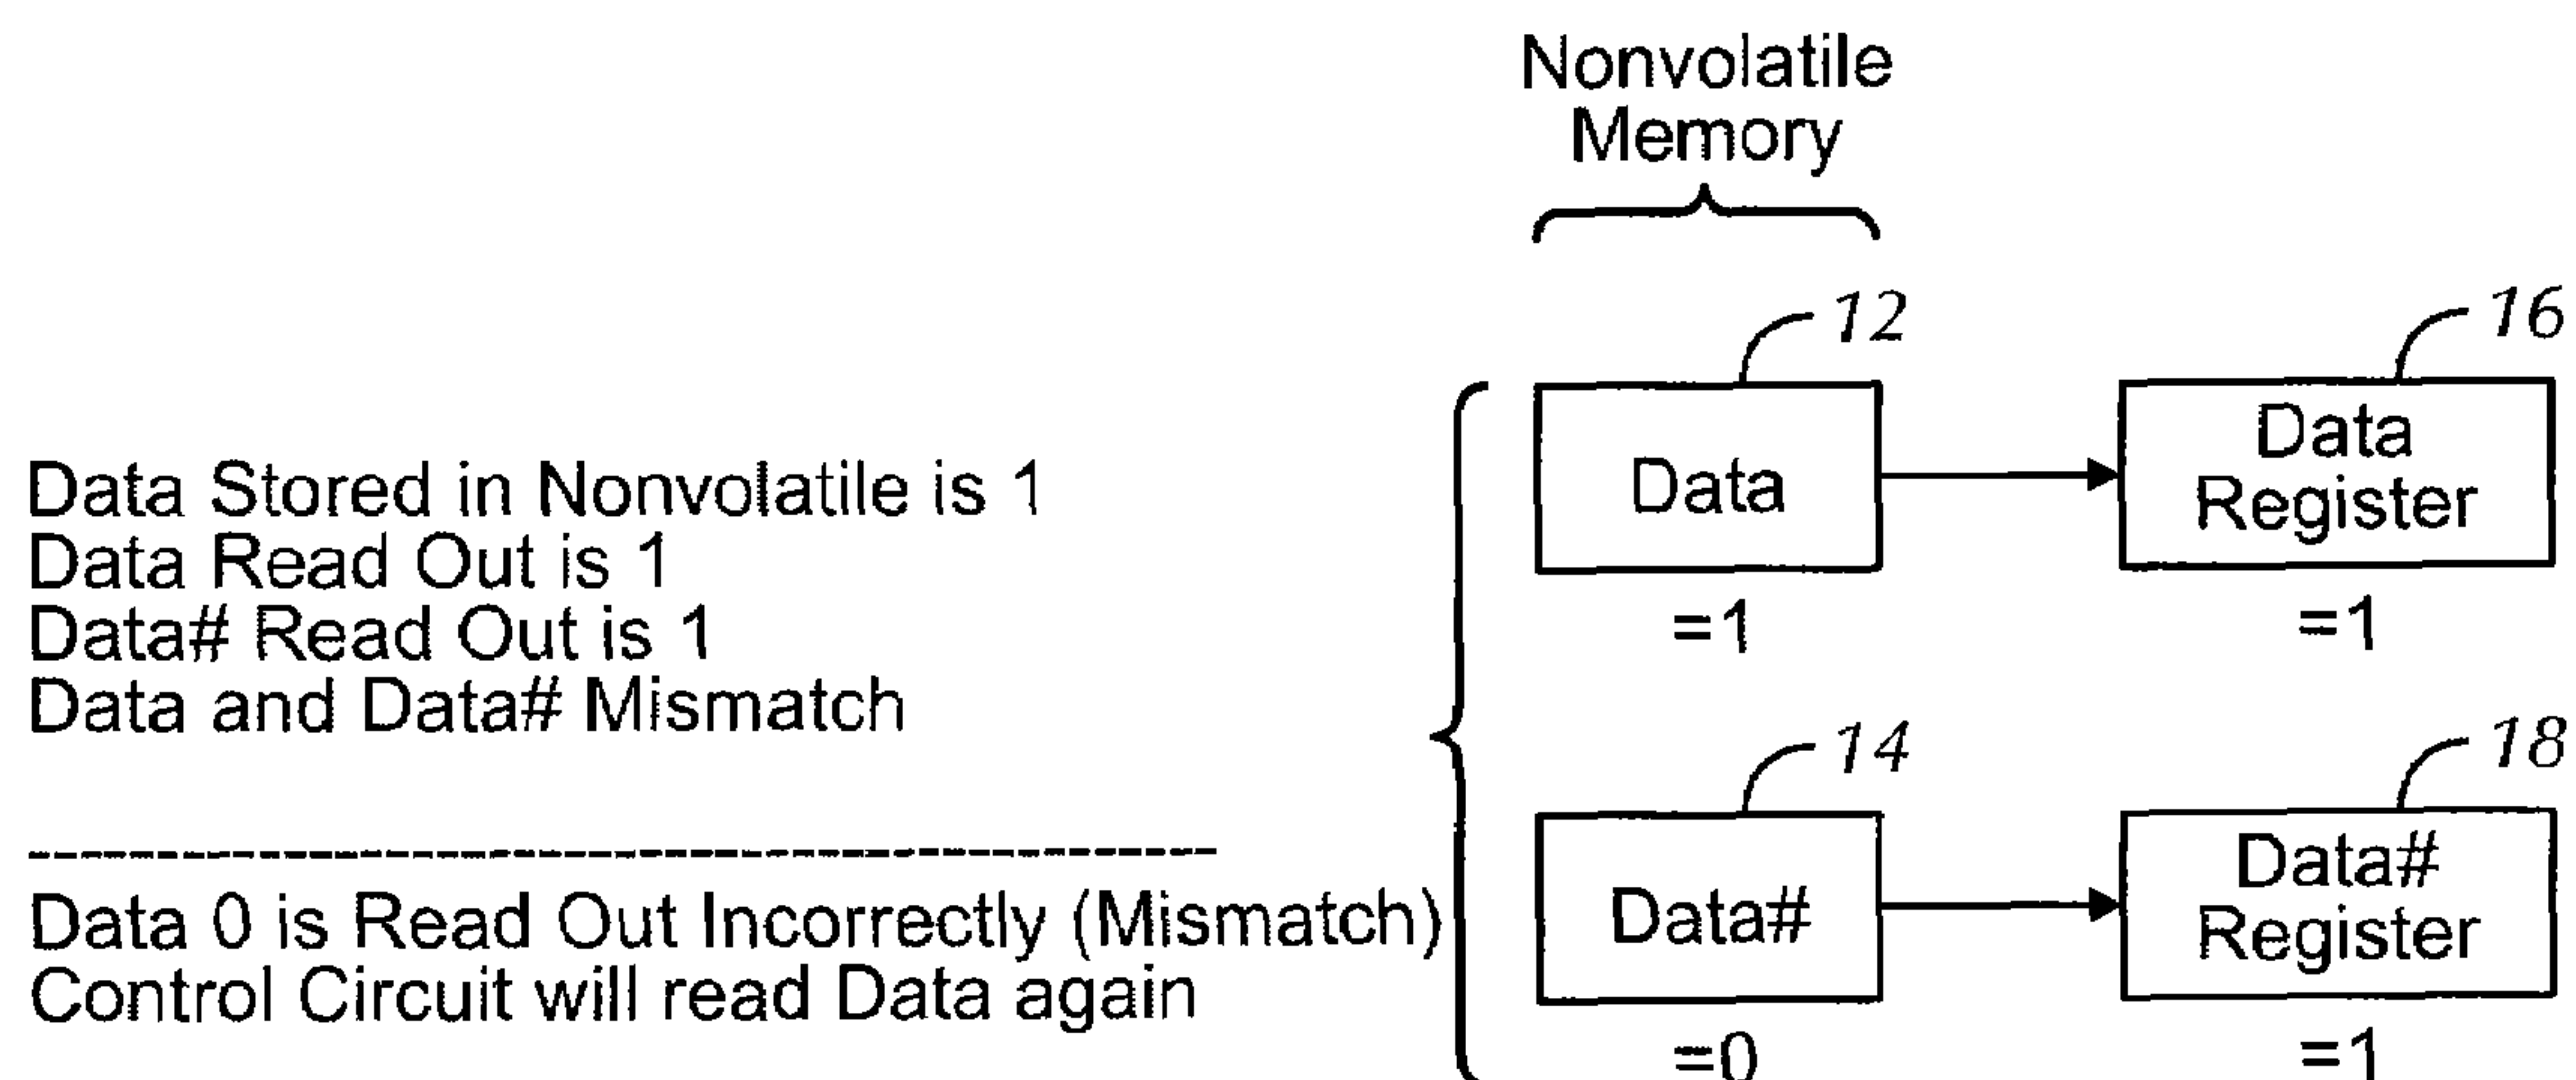 Nonvolatile
Memory
12
16
Data
Data
Register
=1
=1
Data Stored in Nonvolatile is 1
Data Read Out is 1
Data# Read Out is 1
Data and Data# Mismatch
14
18
Data#
Data#
Register
=0
=1
Data 0 is Read Out Incorrectly (Mismatch)
Control Circuit will read Data again